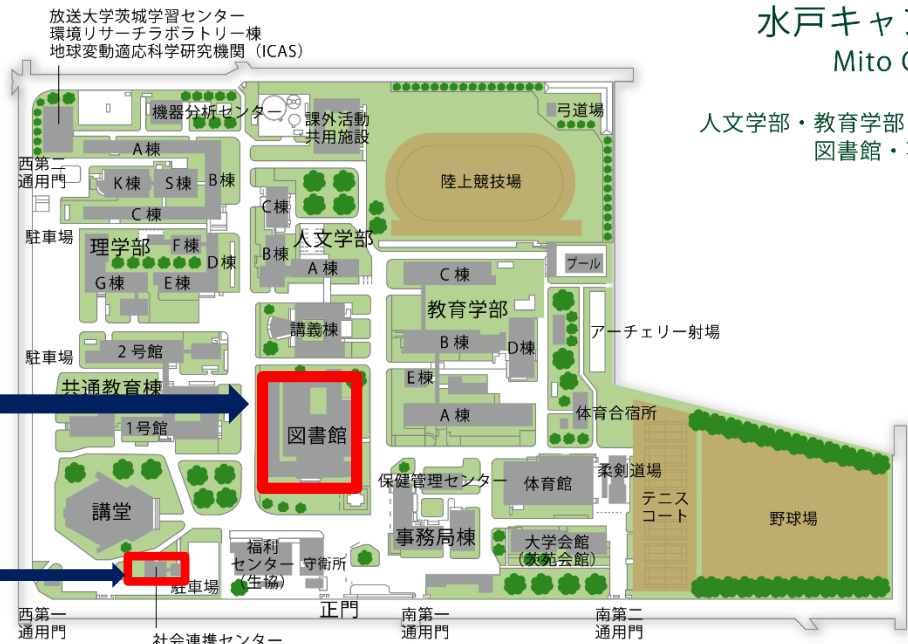 放送大学茨城学習センター
環境リサーチラボラトリー棟
地球変動適応科学研究機関（ICAS）
水戸キャン
Mito C
人文学部・教育学部
図書館・
機器分析センター
課外活動
共用施設
弓道場
A棟
西第二
通用門
K棟
S棟
B棟
C棟
陸上競技場
C棟
駐車場
理学部
F棟
D棟
G棟
E棟
人文学部
B棟
A棟
プール
C棟
教育学部
講義棟
B棟
D棟
アーチェリー射場
駐車場
2号館
共通教育棟
1号館
E棟
A棟
体育合宿所
図書館
保健管理センター
体育館
柔剣道場
テニス
コート
野球場
講堂
事務局棟
大学会館
(茨苑会館)
福利
センター
(生協)
守衛所
駐車場
西第一
通用門
社会連携センター
正門
南第一
通用門
南第二
通用門